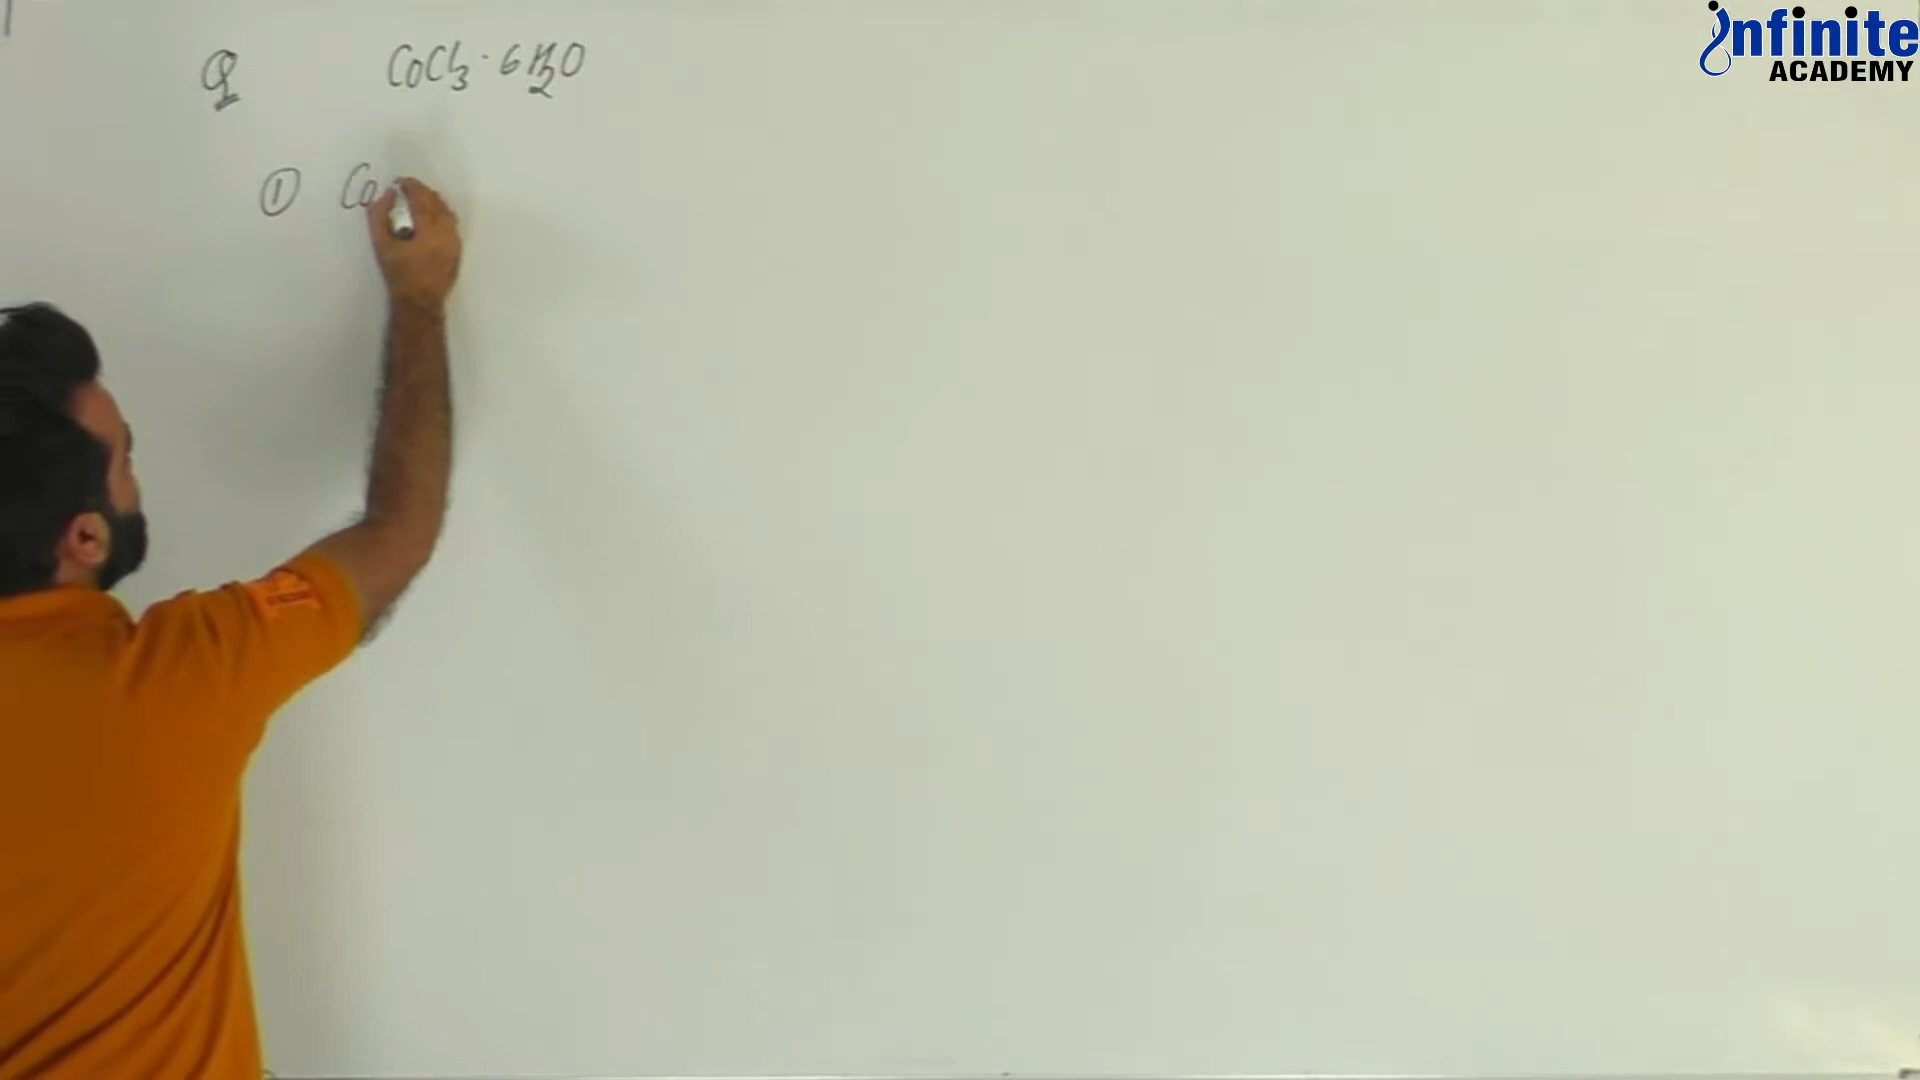 Q CoCl₃·6H₂O
① Co
infinite
ACADEMY